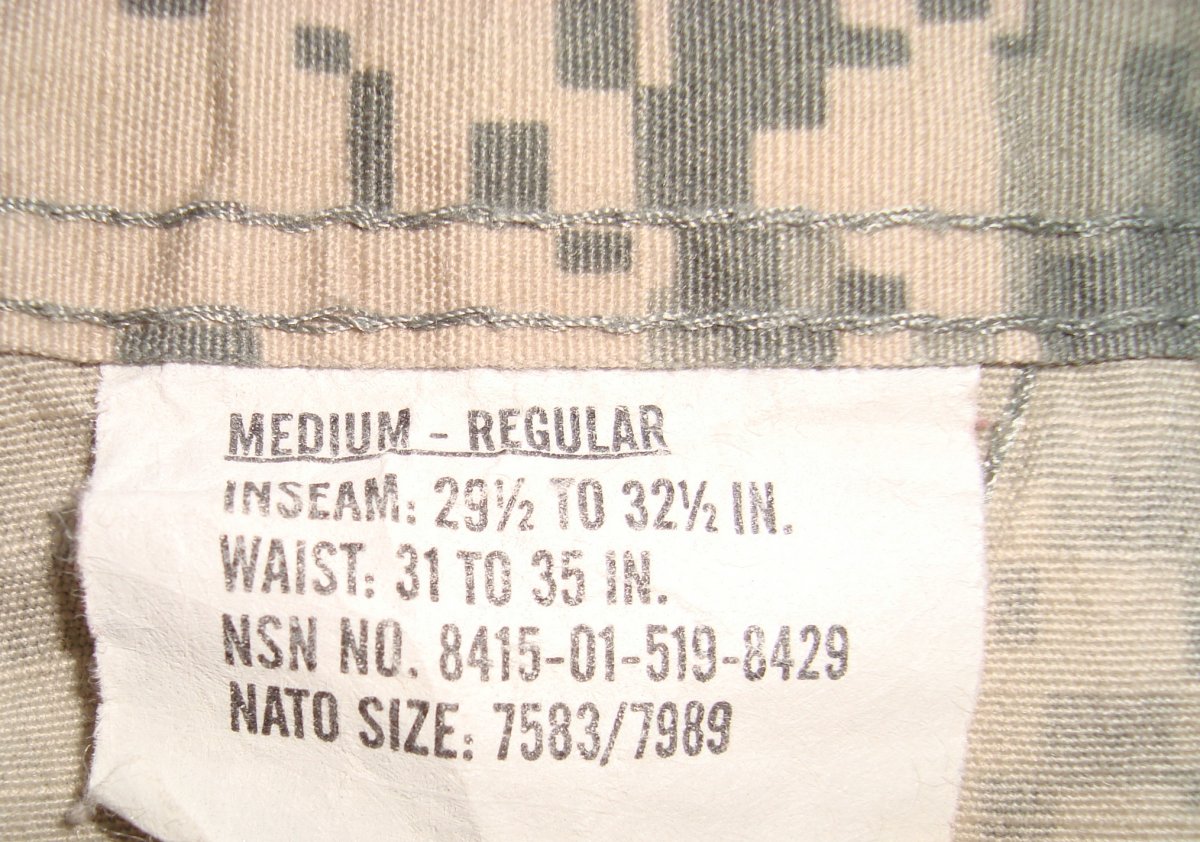 MEDIUM - REGULAR
INSEAM: 29½ TO 32½ IN.
WAIST: 31 TO 35 IN.
NSN NO. 8415-01-519-8429
NATO SIZE: 7583/7989